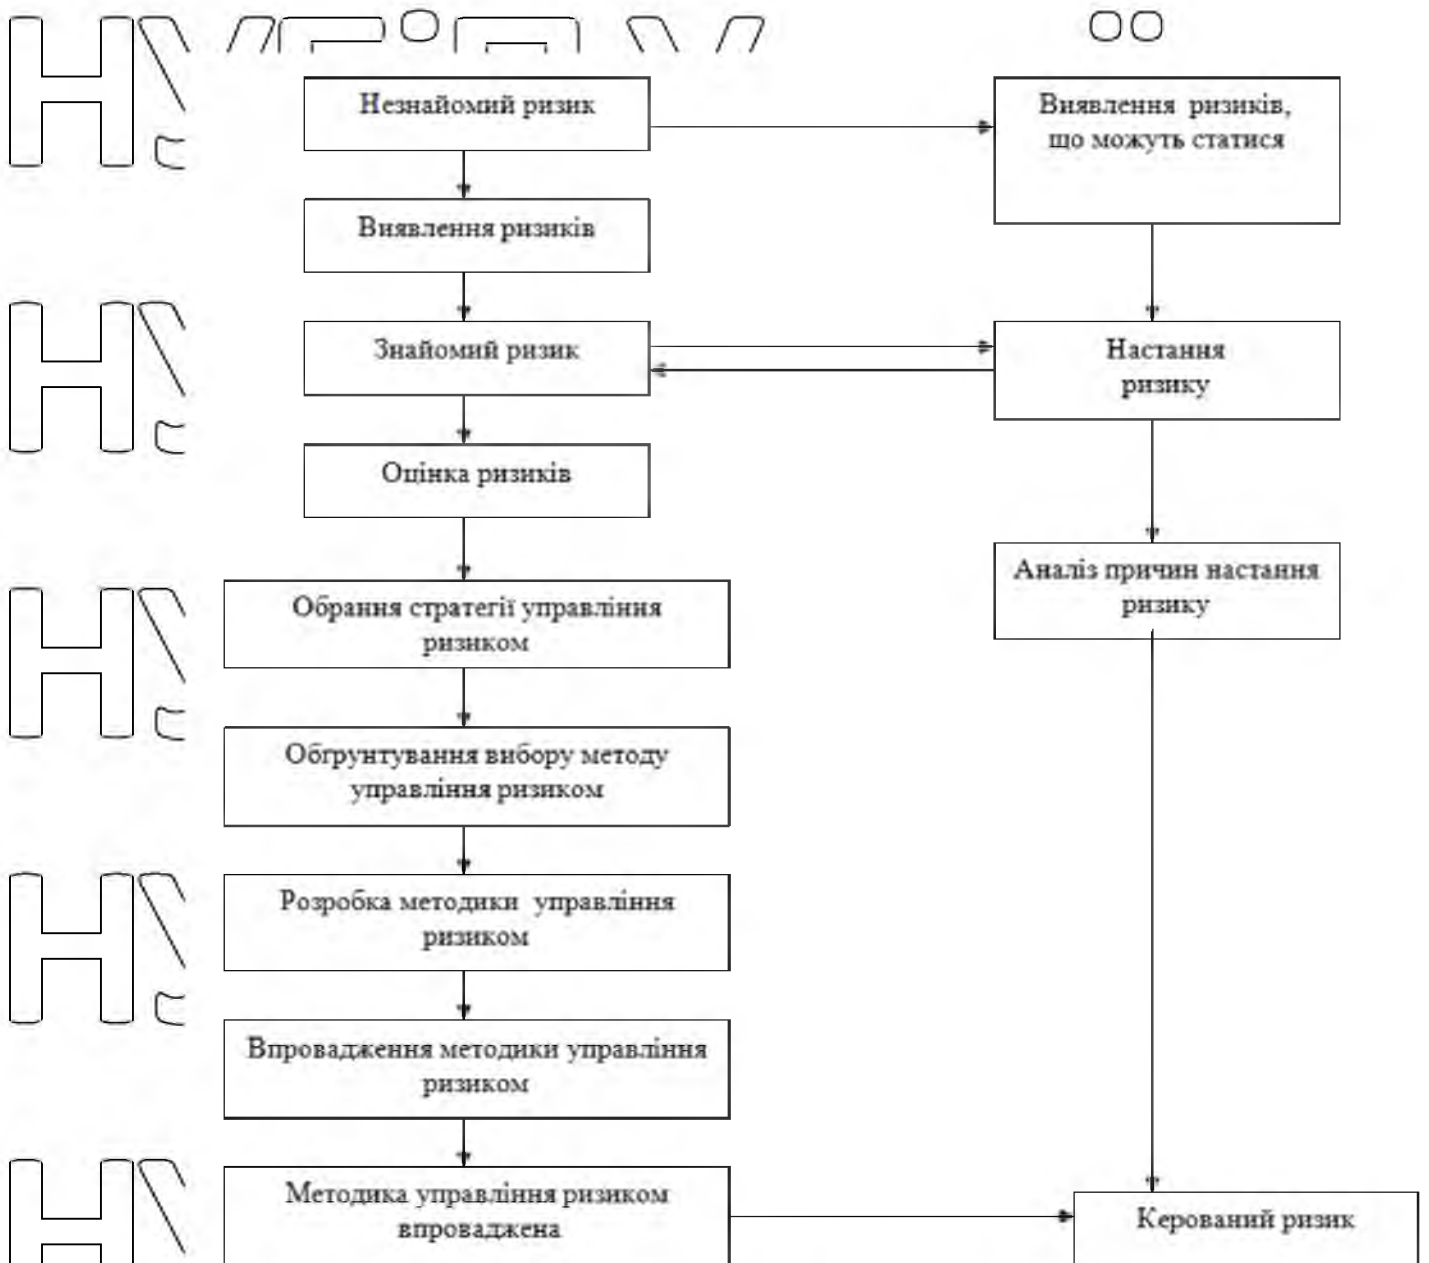 Незнайомий ризик
Виявлення ризиків,
що можуть статися
Виявлення ризиків
Знайомий ризик
Настання
ризику
Оцінка ризиків
Аналіз причин настання
ризику
Обрання стратегії управління
ризиком
Обгрунтування вибору методу
управління ризиком
Розробка методики управління
ризиком
Впровадження методики управління
ризиком
Методика управління ризиком
впроваджена
Керований ризик